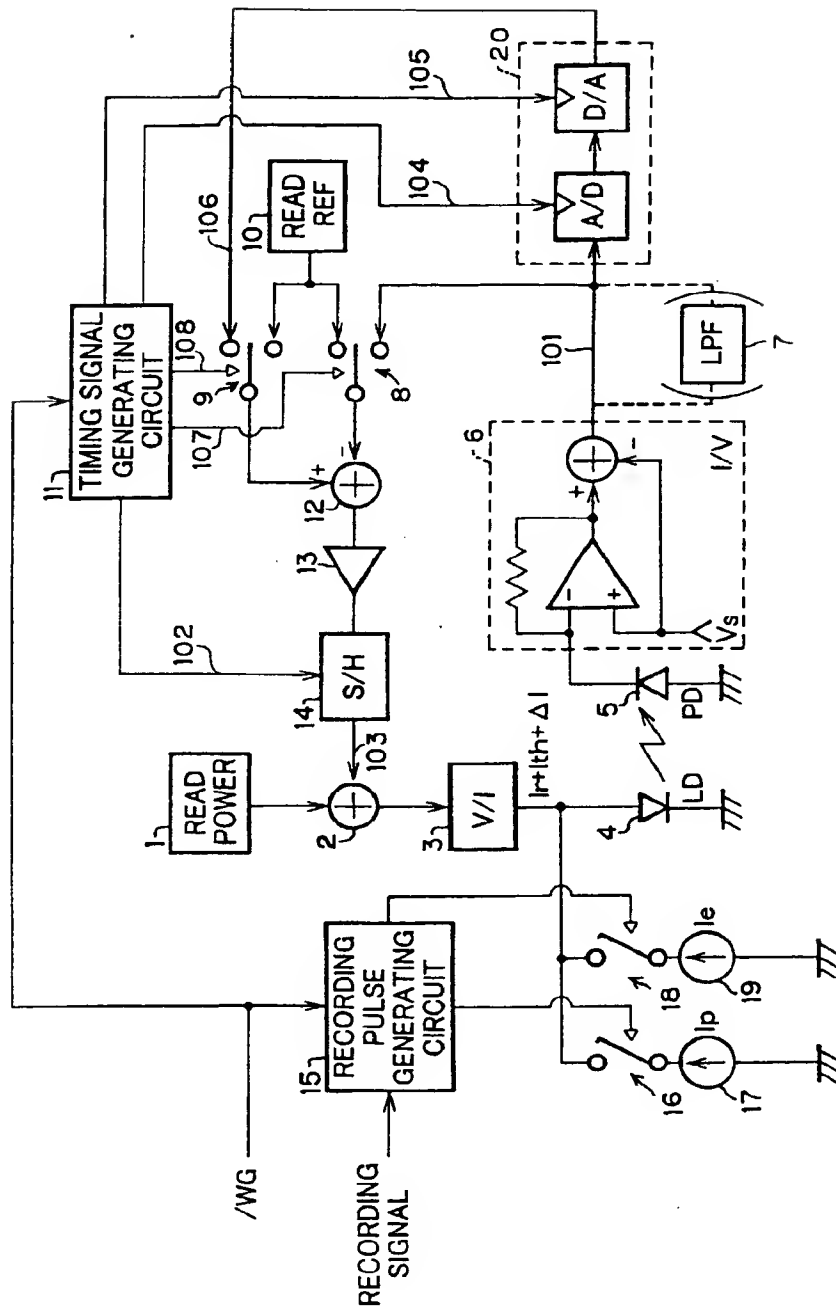 /WG
RECORDING
SIGNAL
15
RECORDING
PULSE
GENERATING
CIRCUIT
1
READ
POWER
2
3
V/I
Ir+Ith+ΔI
4
LD
5
PD
16
Ip
17
18
Ie
19
11
TIMING SIGNAL
GENERATING
CIRCUIT
102
14
S/H
103
13
12
+
-
107
108
9
8
106
10
READ
REF
104
105
20
A/D
D/A
101
6
-
+
+
-
Vs
I/V
LPF
7